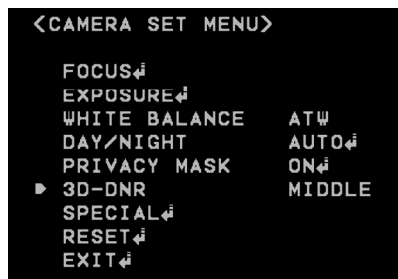 <CAMERA SET MENU>
FOCUS↲
EXPOSURE↲
WHITE BALANCE ATW
DAY/NIGHT AUTO↲
PRIVACY MASK ON↲
3D-DNR MIDDLE
SPECIAL↲
RESET↲
EXIT↲